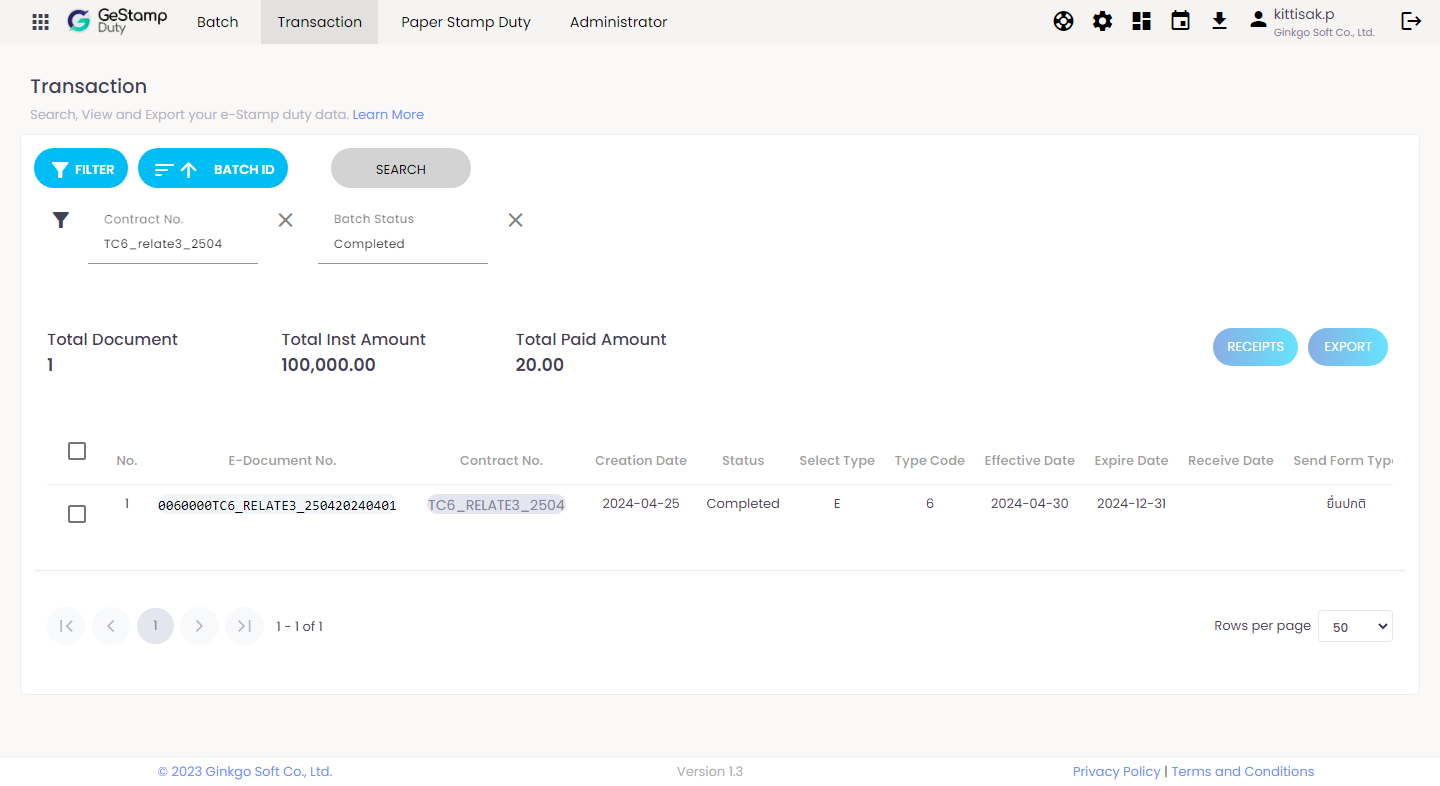 GeStamp Duty Batch Transaction Paper Stamp Duty Administrator kittisak.p
Ginkgo Soft Co., Ltd.
Transaction
Search, View and Export your e-Stamp duty data. Learn More
FILTER BATCH ID SEARCH
Contract No. Batch Status
TC6_relate3_2504 Completed
Total Document Total Inst Amount Total Paid Amount
1 100,000.00 20.00
RECEIPTS EXPORT
No. E-Document No. Contract No. Creation Date Status Select Type Type Code Effective Date Expire Date Receive Date Send Form Type
1 0060000TC6_RELATE3_250420240401 TC6_RELATE3_2504 2024-04-25 Completed E 6 2024-04-30 2024-12-31 ยื่นปกติ
1 1 - 1 of 1 Rows per page 50
© 2023 Ginkgo Soft Co., Ltd. Version 1.3 Privacy Policy | Terms and Conditions